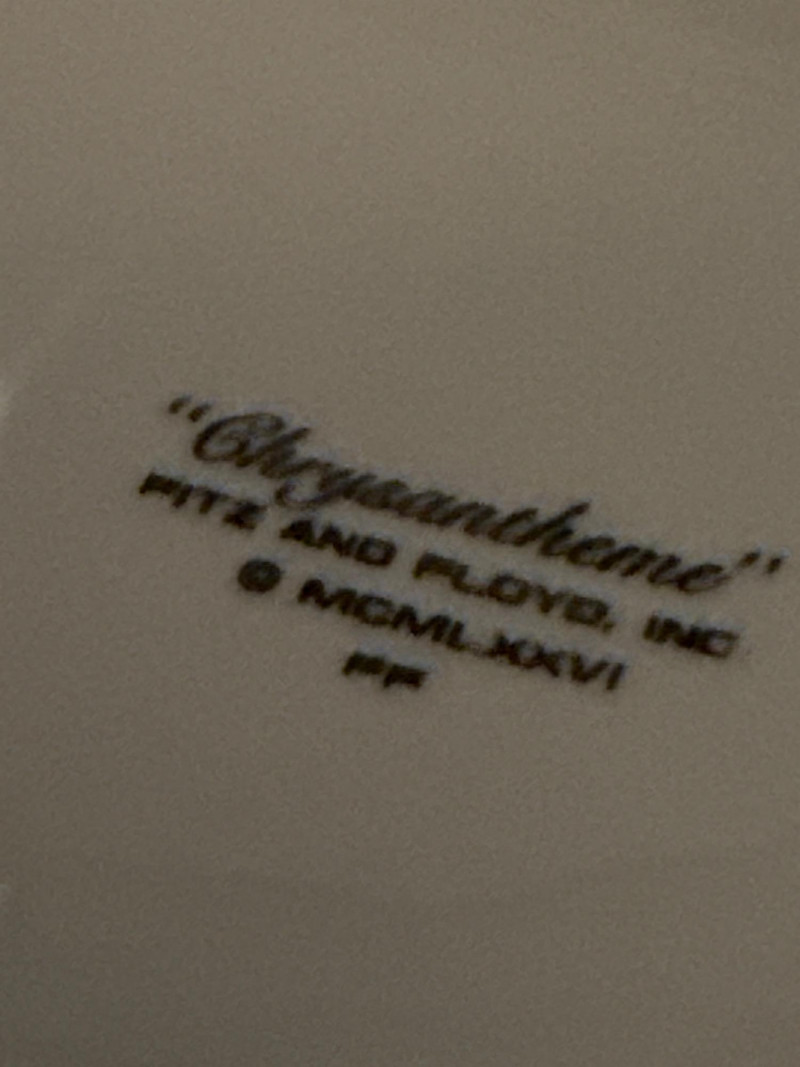 "Chrysantheme"
FITZ AND FLOYD, INC
© MCMLXXVI
FF